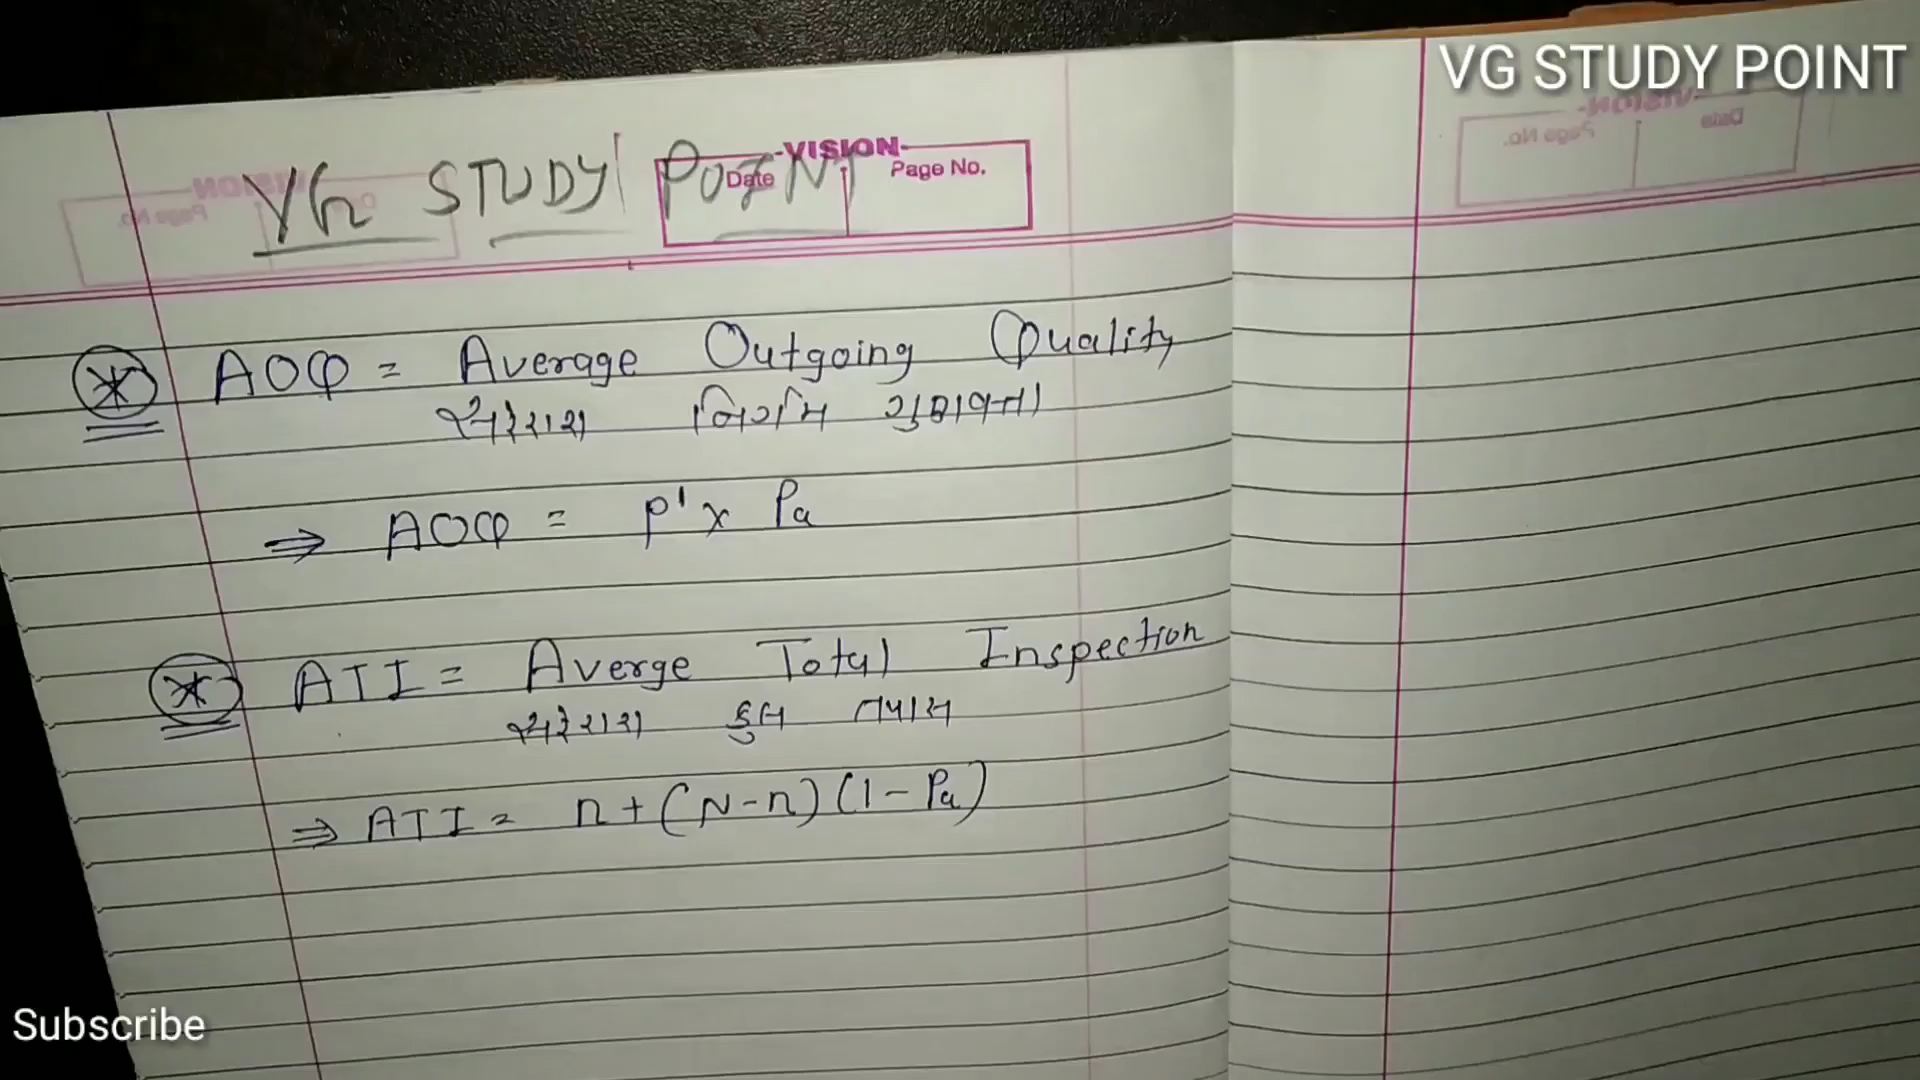 VG STUDY POINT
-VISION-
Date Page No.
VG STUDY POINT
AOQ = Average Outgoing Quality
સરેરાશ નિર્ગમ ગુણવત્તા
⇒ AOQ = p' x Pa
ATI = Averge Total Inspection
સરેરાશ કુલ તપાસ
⇒ ATI = n + (N-n) (1 - Pa)
Subscribe